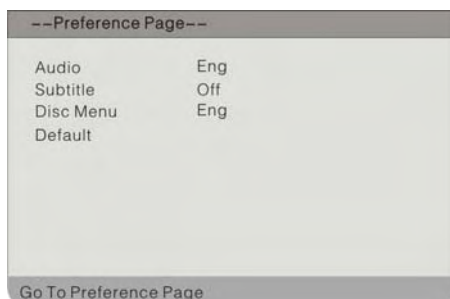 --Preference Page--
Audio Eng
Subtitle Off
Disc Menu Eng
Default
Go To Preference Page